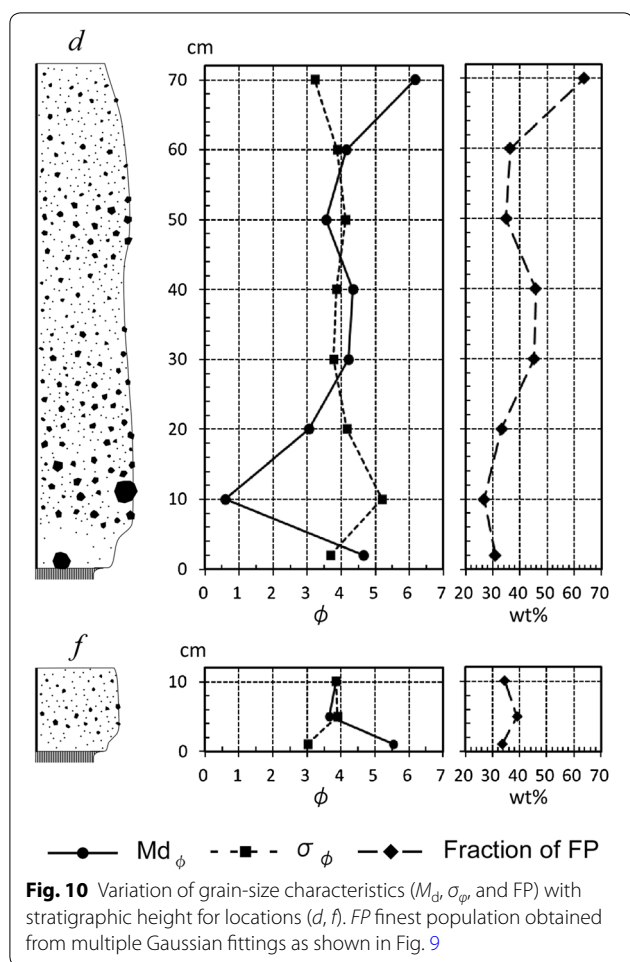 d
cm
70
60
50
40
30
20
10
0
0 1 2 3 4 5 6 7
ϕ
20 30 40 50 60 70
wt%
f
cm
10
0
0 1 2 3 4 5 6 7
ϕ
20 30 40 50 60 70
wt%
Md ϕ σ ϕ Fraction of FP
Fig. 10 Variation of grain-size characteristics (Md, σφ, and FP) with
stratigraphic height for locations (d, f). FP finest population obtained
from multiple Gaussian fittings as shown in Fig. 9